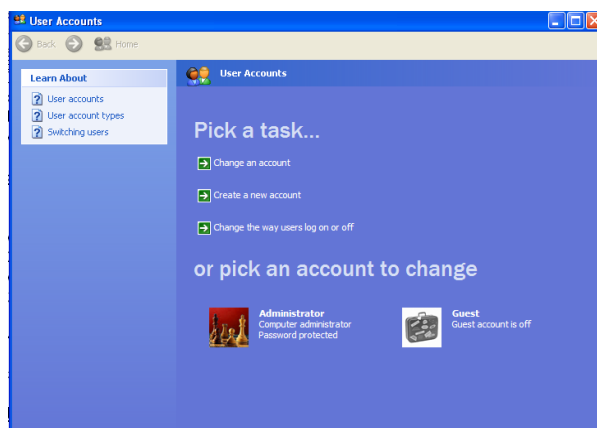 User Accounts
Back Home
Learn About
User accounts
User account types
Switching users
User Accounts
Pick a task...
Change an account
Create a new account
Change the way users log on or off
or pick an account to change
Administrator
Computer administrator
Password protected
Guest
Guest account is off